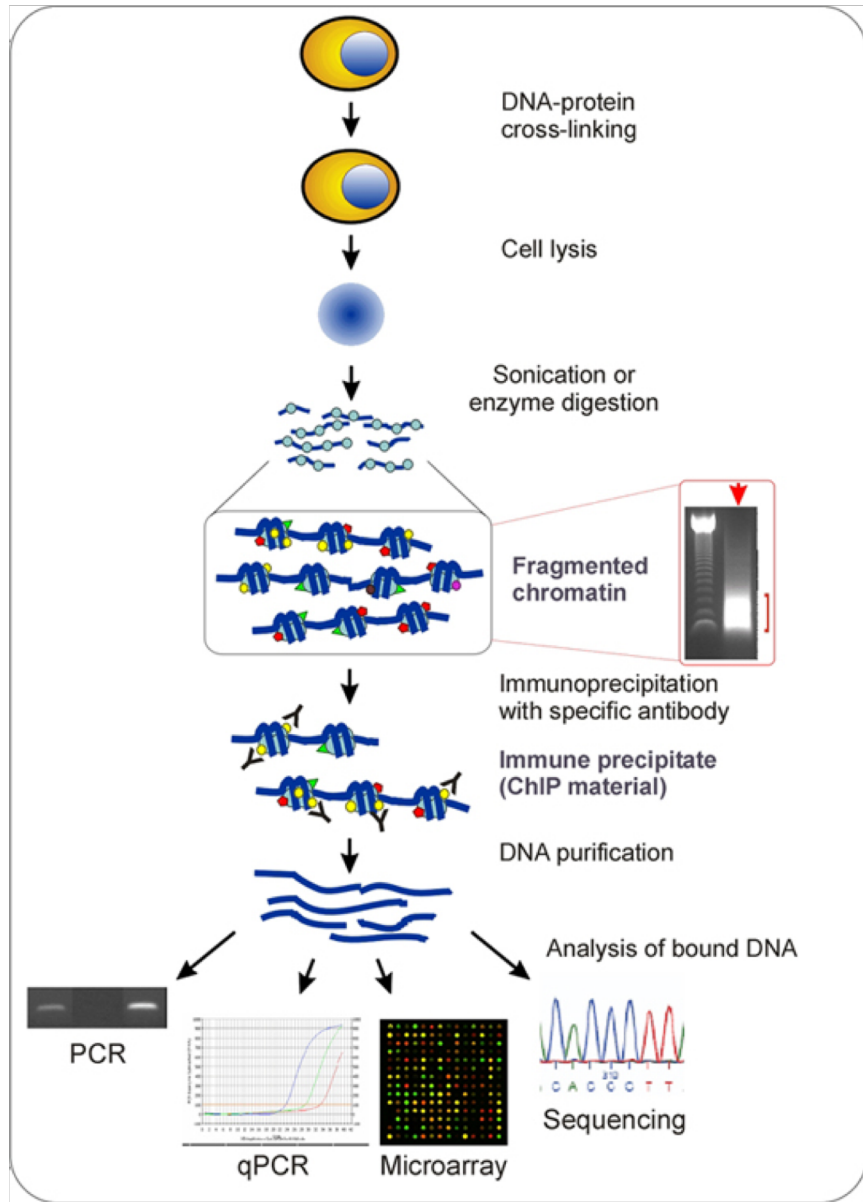 DNA-protein
cross-linking
Cell lysis
Sonication or
enzyme digestion
Fragmented
chromatin
Immunoprecipitation
with specific antibody
Immune precipitate
(ChIP material)
DNA purification
Analysis of bound DNA
PCR
qPCR
Microarray
310
G A C C C T T
Sequencing